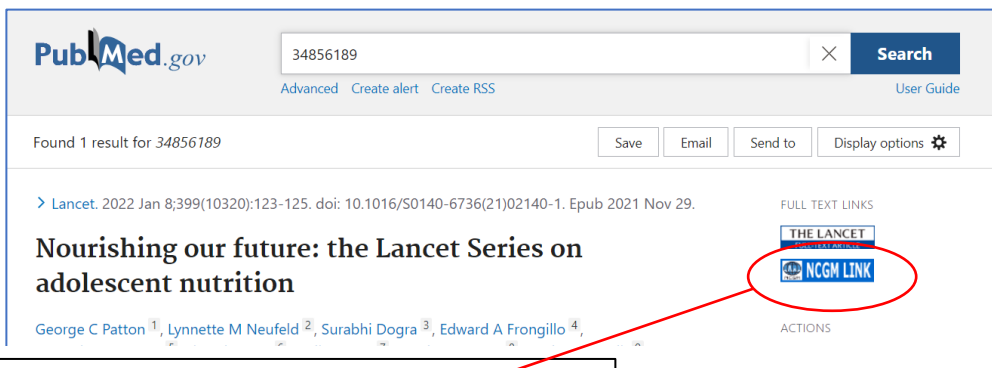 PubMed.gov
34856189
Search
Advanced Create alert Create RSS
User Guide
Found 1 result for 34856189
Save Email Send to Display options
Lancet. 2022 Jan 8;399(10320):123-125. doi: 10.1016/S0140-6736(21)02140-1. Epub 2021 Nov 29.
FULL TEXT LINKS
THE LANCET
FULL-TEXT ARTICLE
NCGM LINK
Nourishing our future: the Lancet Series on
adolescent nutrition
George C Patton 1, Lynnette M Neufeld 2, Surabhi Dogra 3, Edward A Frongillo 4,
ACTIONS